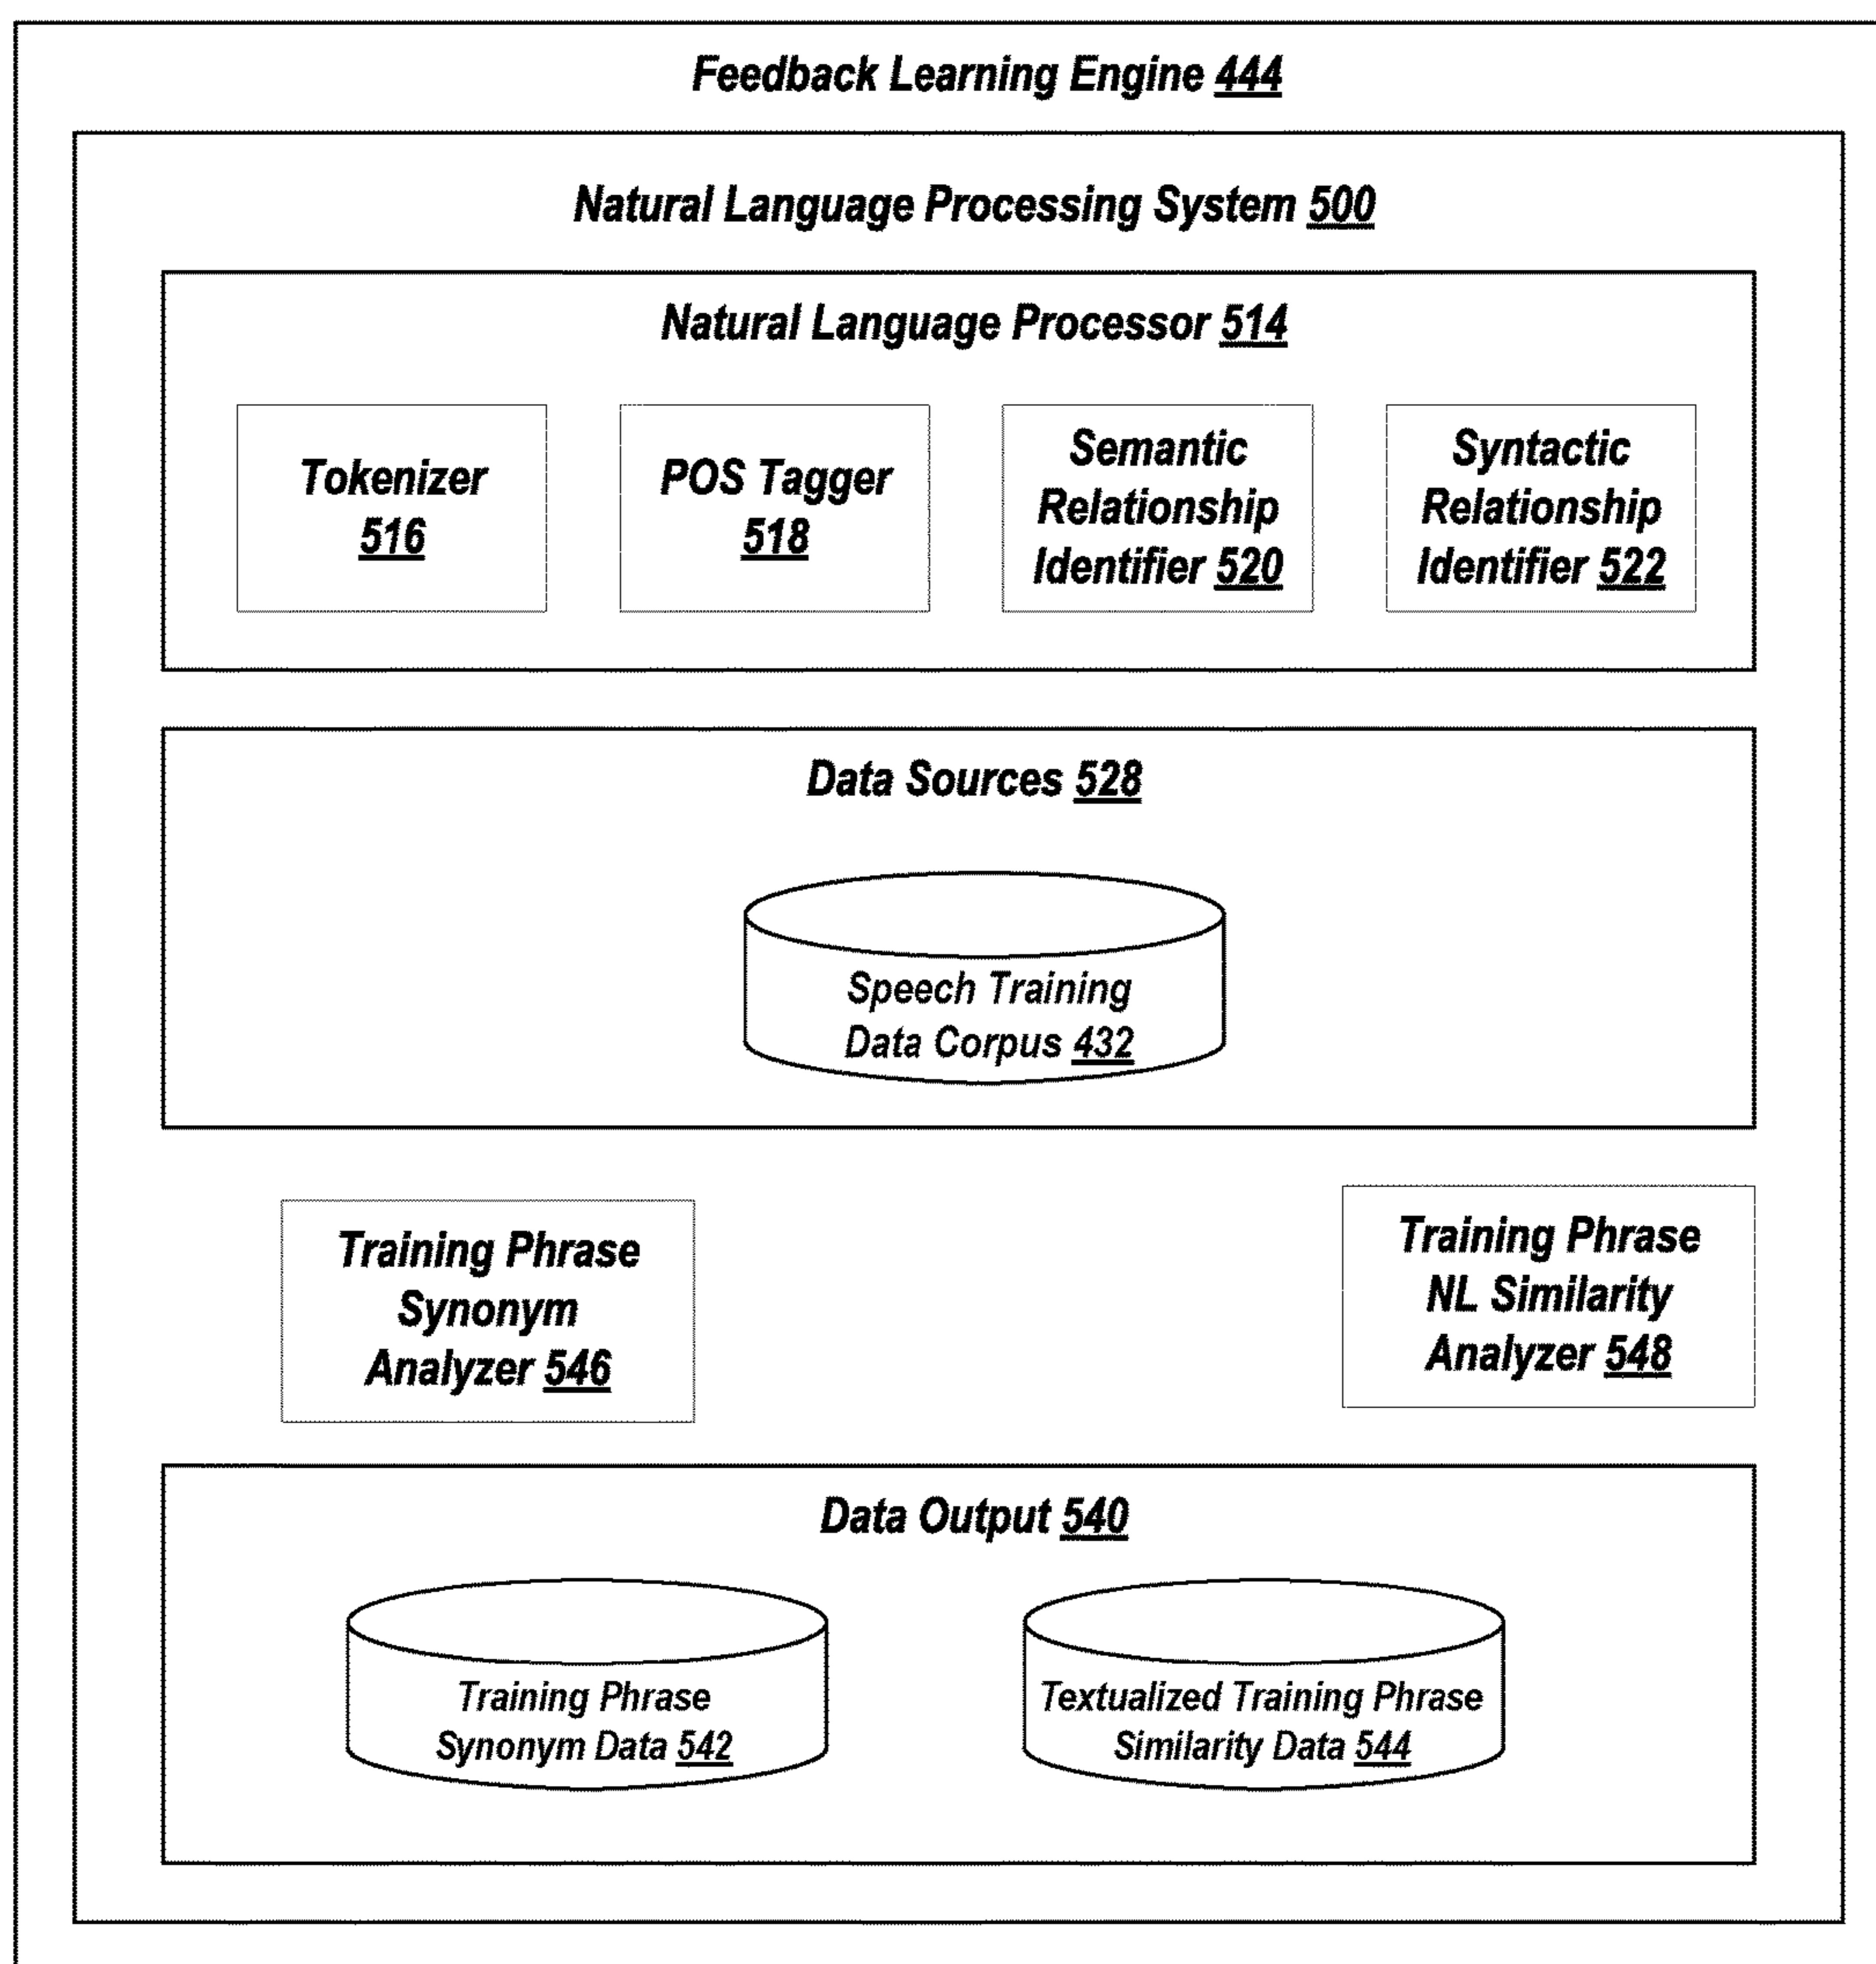 Feedback Learning Engine 444
Natural Language Processing System 500
Natural Language Processor 514
Tokenizer
516
POS Tagger
518
Semantic
Relationship
Identifier 520
Syntactic
Relationship
Identifier 522
Data Sources 528
Speech Training
Data Corpus 432
Training Phrase
Synonym
Analyzer 546
Training Phrase
NL Similarity
Analyzer 548
Data Output 540
Training Phrase
Synonym Data 542
Textualized Training Phrase
Similarity Data 544